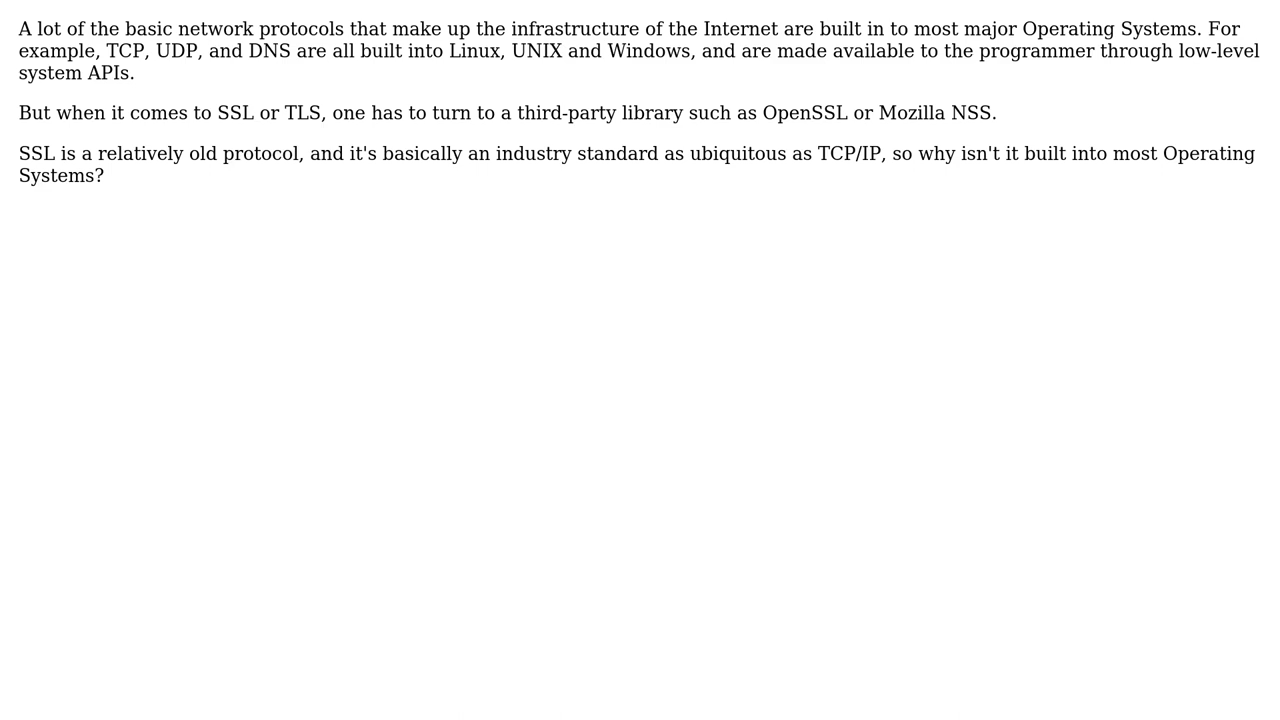 A lot of the basic network protocols that make up the infrastructure of the Internet are built in to most major Operating Systems. For
example, TCP, UDP, and DNS are all built into Linux, UNIX and Windows, and are made available to the programmer through low-level
system APIs.
But when it comes to SSL or TLS, one has to turn to a third-party library such as OpenSSL or Mozilla NSS.
SSL is a relatively old protocol, and it's basically an industry standard as ubiquitous as TCP/IP, so why isn't it built into most Operating
Systems?